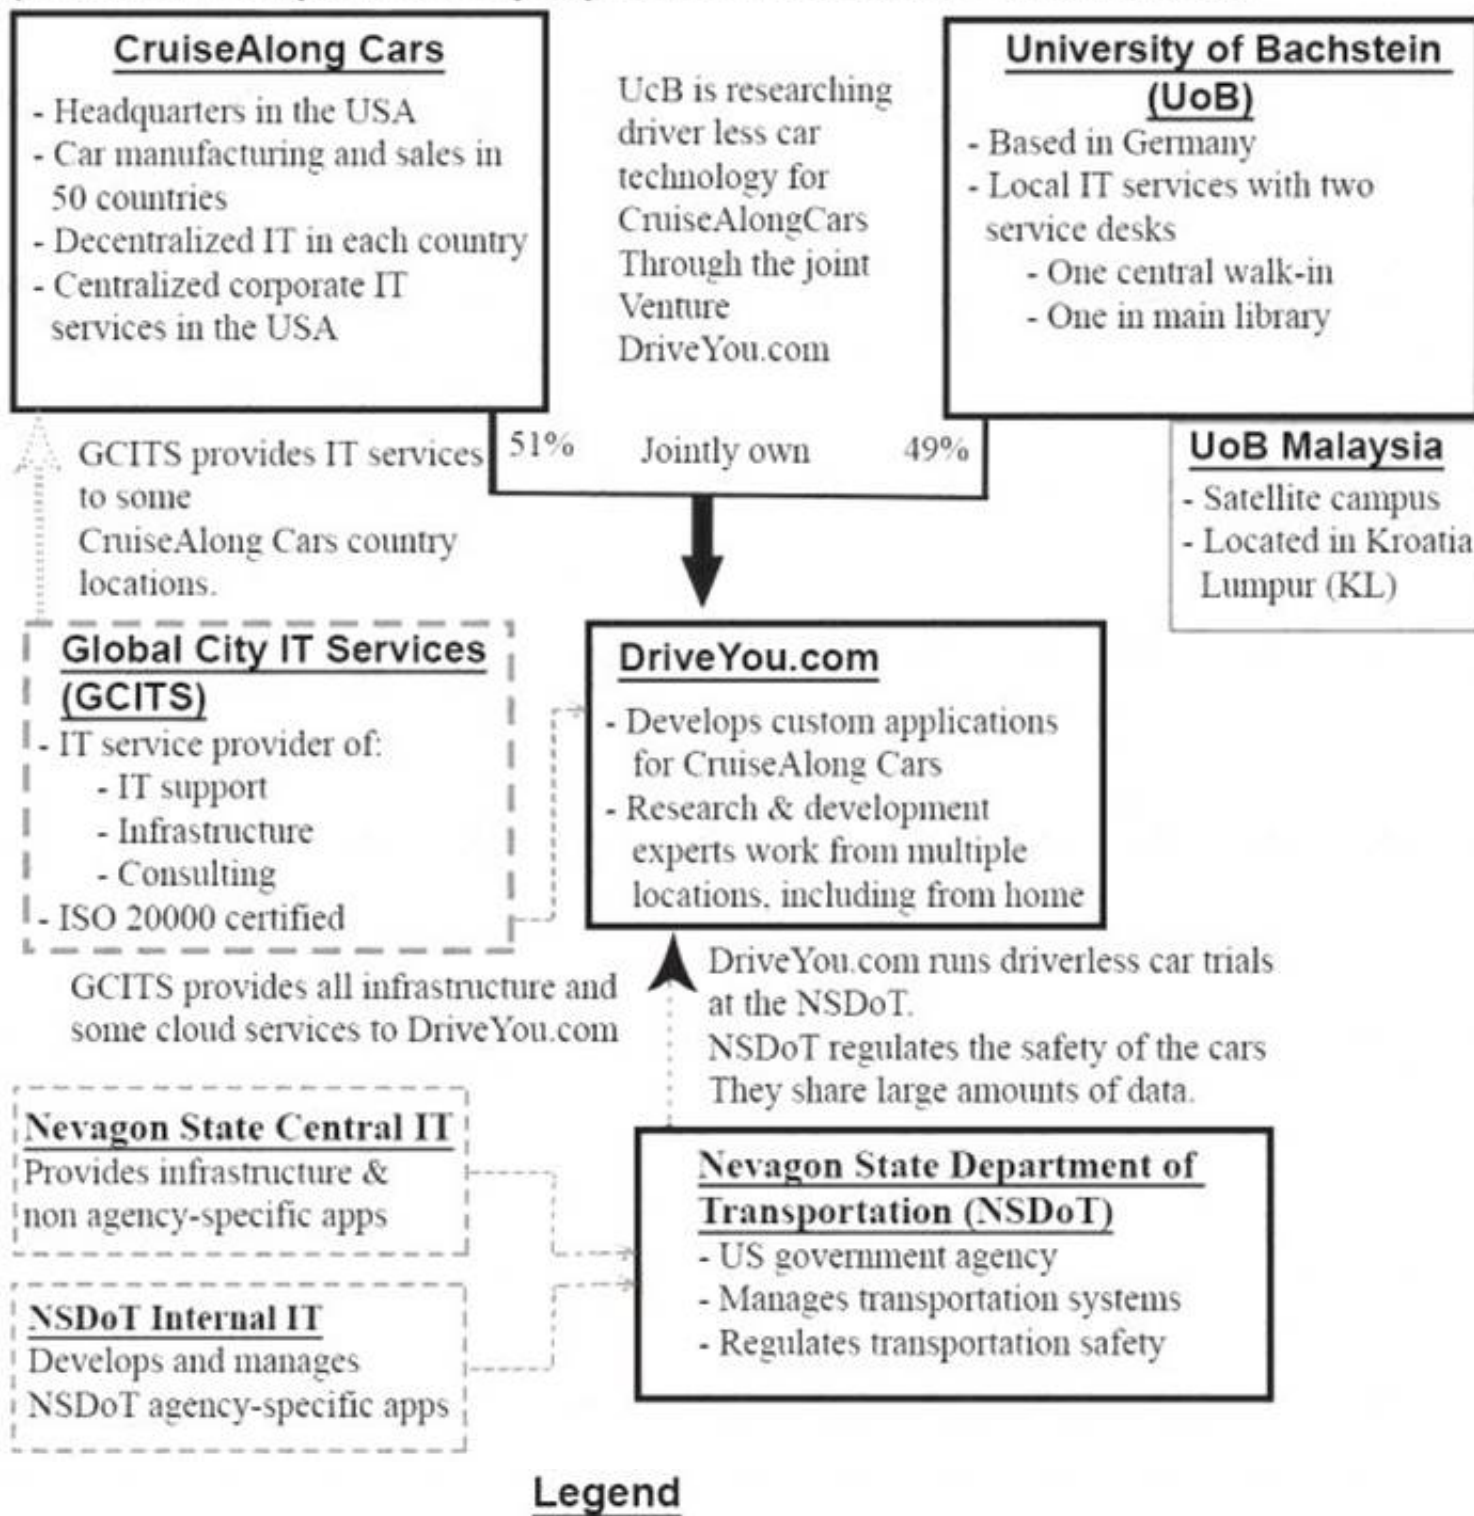 CruiseAlong Cars
- Headquarters in the USA
- Car manufacturing and sales in
50 countries
- Decentralized IT in each country
- Centralized corporate IT
services in the USA
UcB is researching
driver less car
technology for
CruiseAlongCars
Through the joint
Venture
DriveYou.com
University of Bachstein
(UoB)
- Based in Germany
- Local IT services with two
service desks
- One central walk-in
- One in main library
51% Jointly own 49%
UoB Malaysia
- Satellite campus
- Located in Kroatia
Lumpur (KL)
GCITS provides IT services
to some
CruiseAlong Cars country
locations.
Global City IT Services
(GCITS)
- IT service provider of:
- IT support
- Infrastructure
- Consulting
- ISO 20000 certified
DriveYou.com
- Develops custom applications
for CruiseAlong Cars
- Research & development
experts work from multiple
locations, including from home
GCITS provides all infrastructure and
some cloud services to DriveYou.com
DriveYou.com runs driverless car trials
at the NSDoT.
NSDoT regulates the safety of the cars
They share large amounts of data.
Nevagon State Central IT
Provides infrastructure &
non agency-specific apps
NSDoT Internal IT
Develops and manages
NSDoT agency-specific apps
Nevagon State Department of
Transportation (NSDoT)
- US government agency
- Manages transportation systems
- Regulates transportation safety
Legend